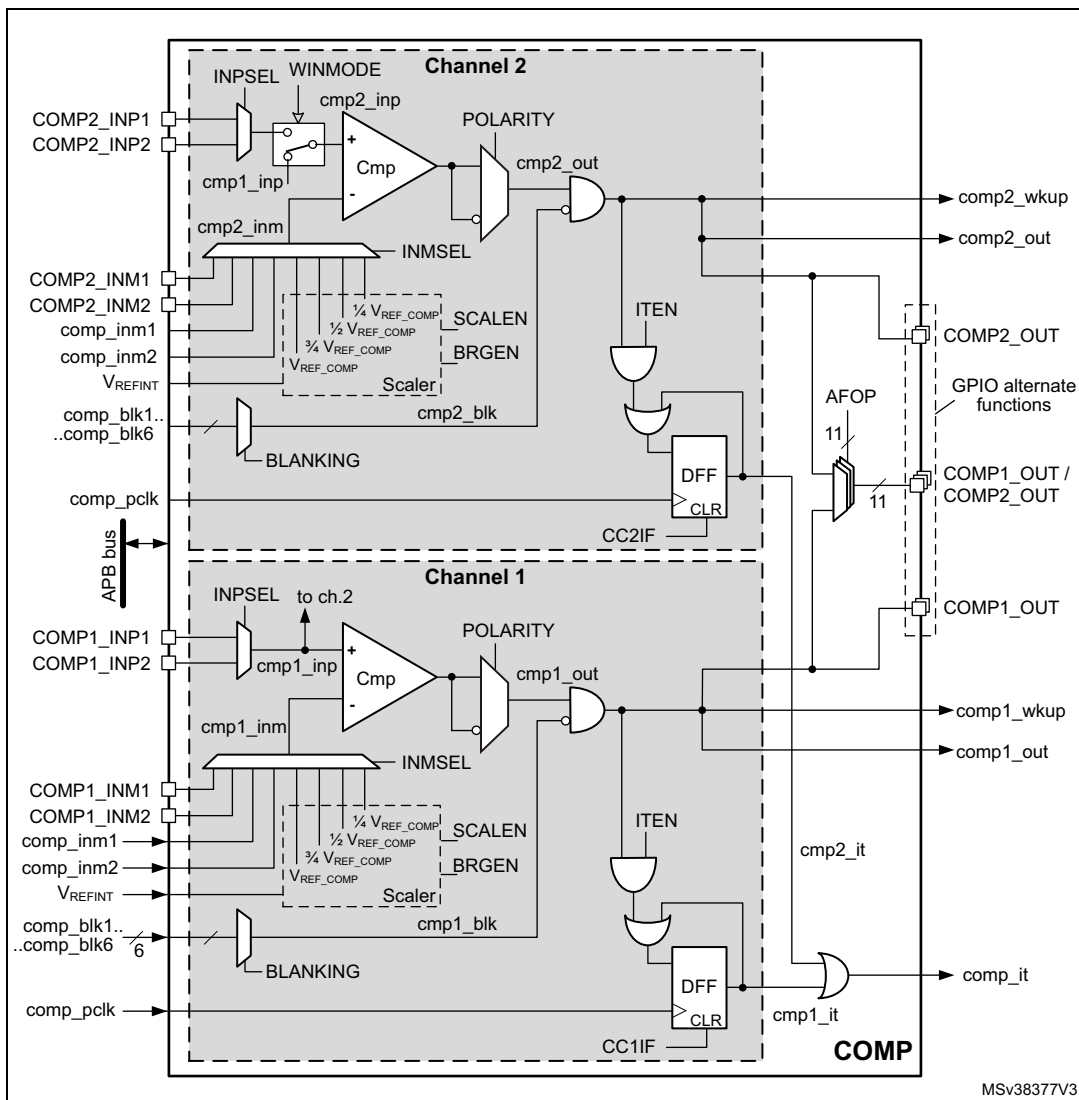 Channel 2
INPSEL
WINMODE
cmp2_inp
COMP2_INP1
COMP2_INP2
+
-
Cmp
POLARITY
cmp2_out
cmp1_inp
cmp2_inm
INMSEL
comp2_wkup
comp2_out
COMP2_INM1
COMP2_INM2
comp_inm1
comp_inm2
VREFINT
¼ VREF_COMP
½ VREF_COMP
¾ VREF_COMP
VREF_COMP
Scaler
SCALEN
BRGEN
ITEN
COMP2_OUT
GPIO alternate
functions
AFOP
11
comp_blk1..
..comp_blk6
cmp2_blk
BLANKING
DFF
CLR
CC2IF
COMP1_OUT /
COMP2_OUT
11
comp_pclk
APB bus
Channel 1
INPSEL
to ch.2
COMP1_INP1
COMP1_INP2
cmp1_inp
+
-
Cmp
POLARITY
cmp1_out
COMP1_OUT
cmp1_inm
INMSEL
comp1_wkup
comp1_out
COMP1_INM1
COMP1_INM2
comp_inm1
comp_inm2
VREFINT
¼ VREF_COMP
½ VREF_COMP
¾ VREF_COMP
VREF_COMP
Scaler
SCALEN
BRGEN
ITEN
cmp2_it
comp_blk1..
..comp_blk6
6
cmp1_blk
BLANKING
DFF
CLR
CC1IF
comp_it
cmp1_it
comp_pclk
COMP
MSv38377V3